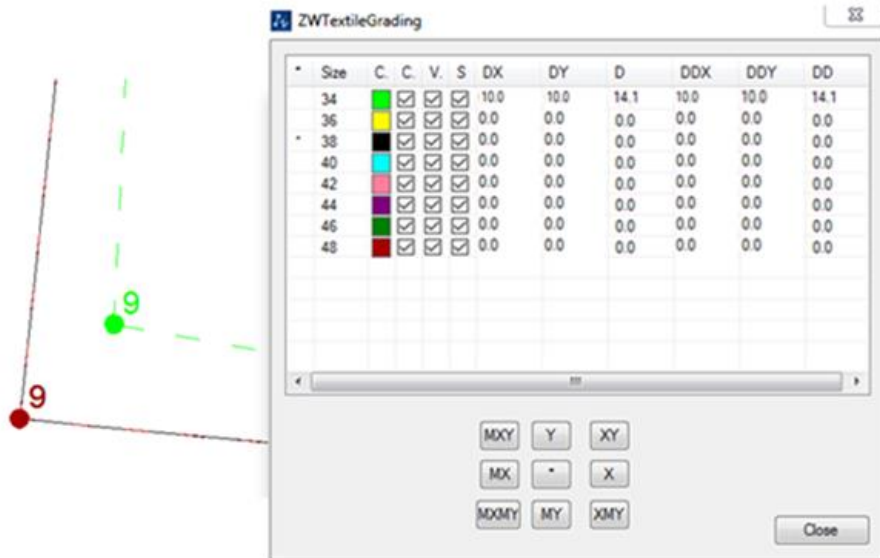 ZWTextileGrading
* Size C. C. V. S DX DY D DDX DDY DD
34 10.0 10.0 14.1 10.0 10.0 14.1
36 0.0 0.0 0.0 0.0 0.0 0.0
* 38 0.0 0.0 0.0 0.0 0.0 0.0
40 0.0 0.0 0.0 0.0 0.0 0.0
42 0.0 0.0 0.0 0.0 0.0 0.0
44 0.0 0.0 0.0 0.0 0.0 0.0
46 0.0 0.0 0.0 0.0 0.0 0.0
48 0.0 0.0 0.0 0.0 0.0 0.0
9
9
MXY Y XY
MX * X
MXMY MY XMY
Close